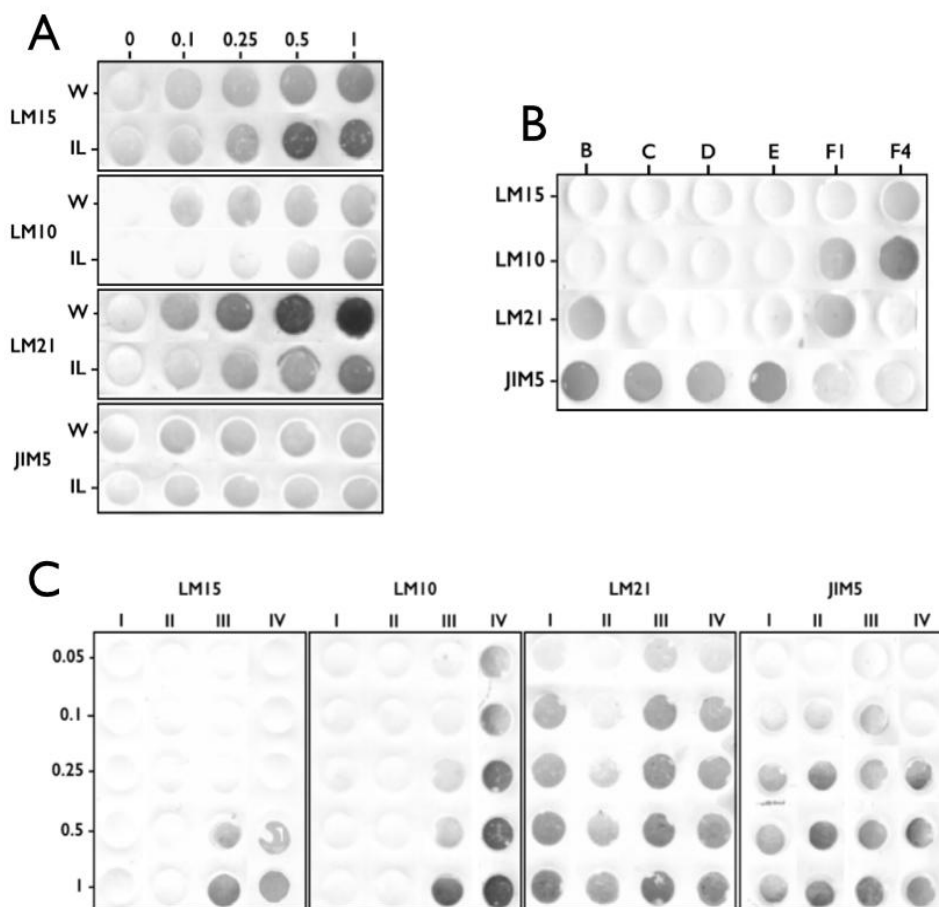 A
0 0.1 0.25 0.5 1
W
LM15
IL
W
LM10
IL
W
LM21
IL
W
JIM5
IL
B
B C D E F1 F4
LM15
LM10
LM21
JIM5
C
LM15 LM10 LM21 JIM5
I II III IV I II III IV I II III IV I II III IV
0.05
0.1
0.25
0.5
1